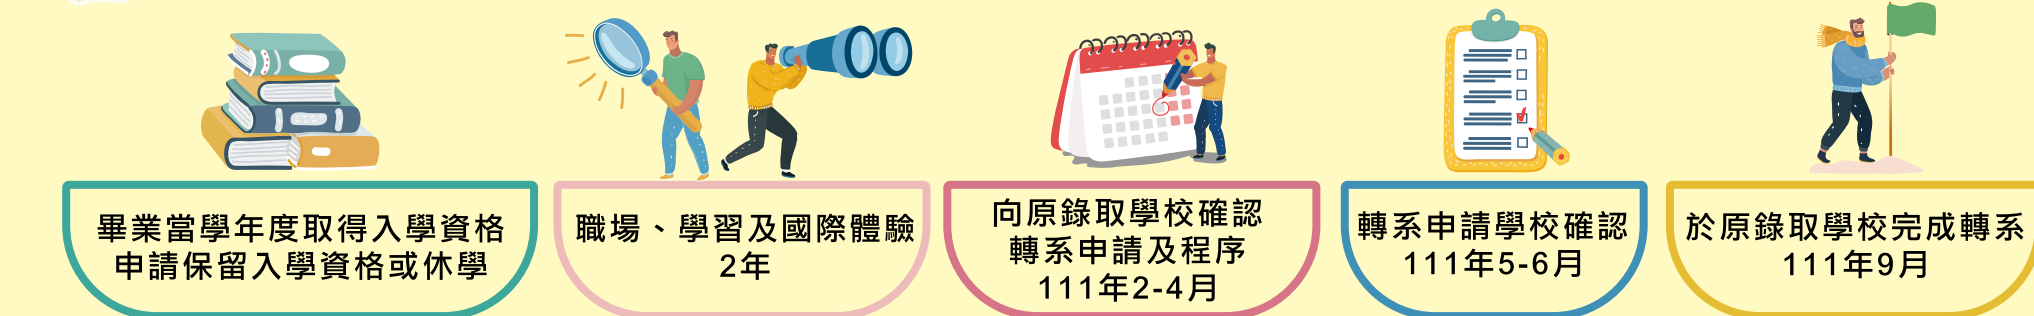 畢業當學年度取得入學資格
申請保留入學資格或休學
職場、學習及國際體驗
2年
向原錄取學校確認
轉系申請及程序
111年2-4月
轉系申請學校確認
111年5-6月
於原錄取學校完成轉系
111年9月